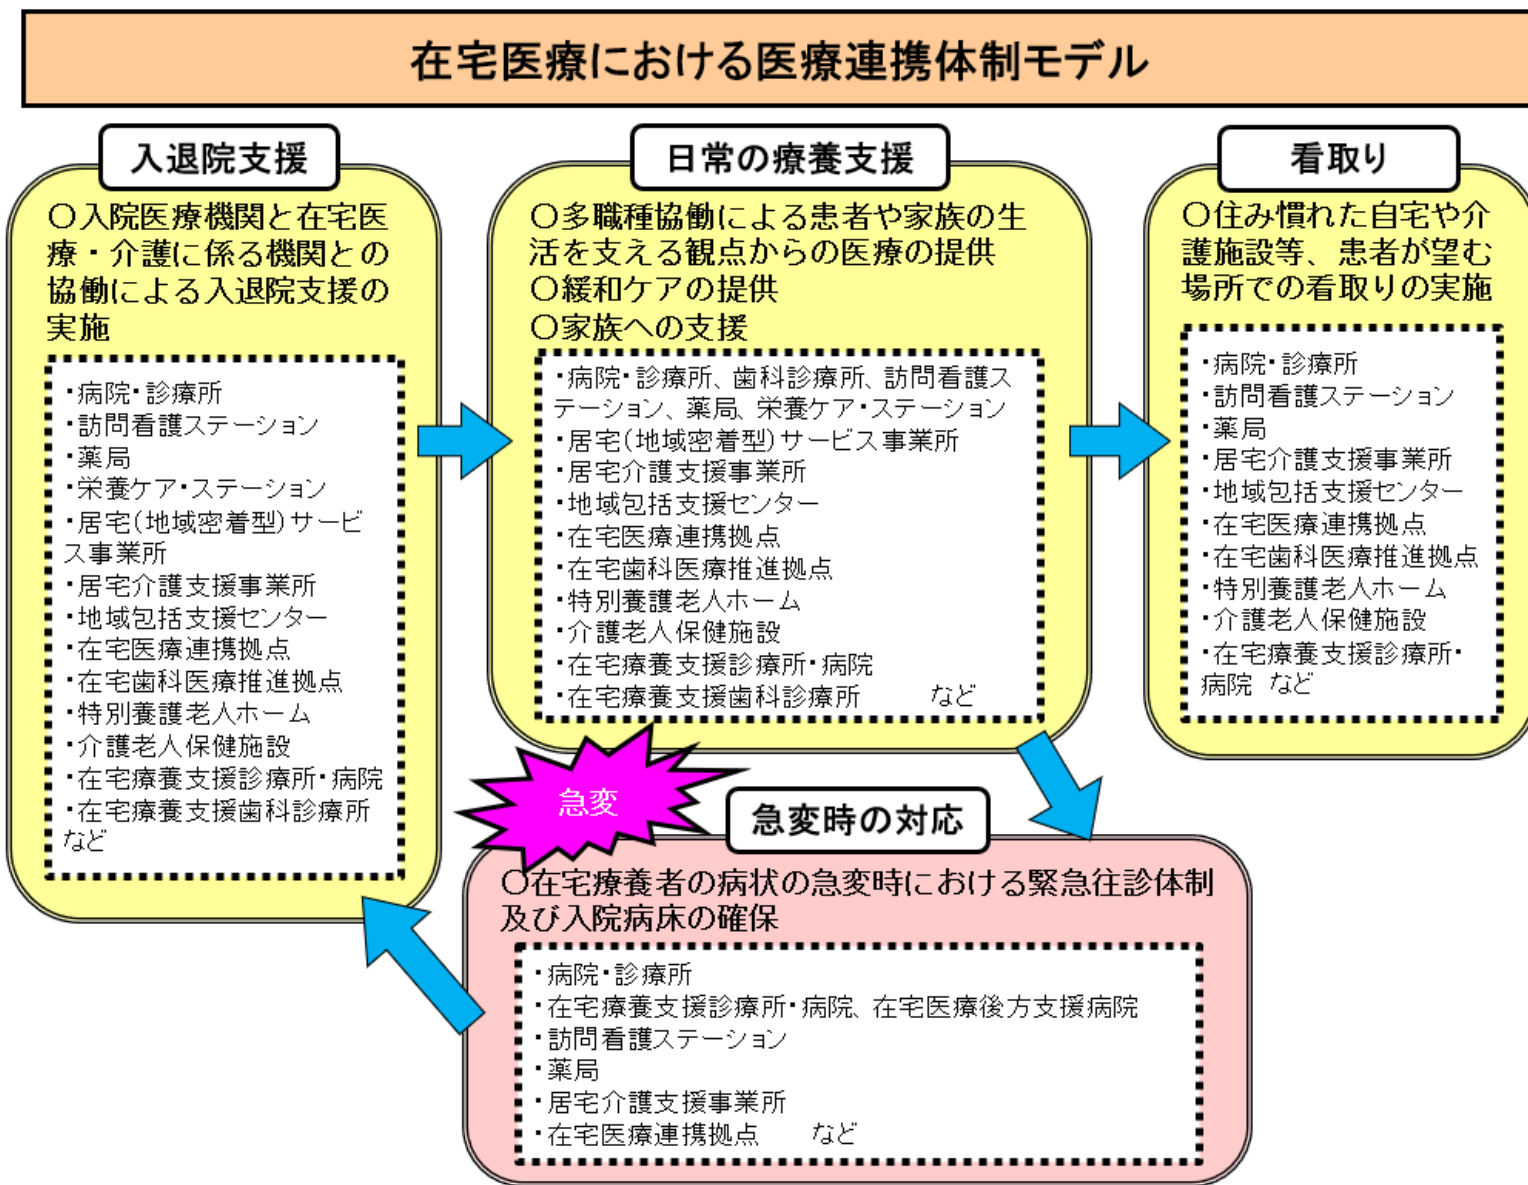 在宅医療における医療連携体制モデル
入退院支援
○入院医療機関と在宅医
療・介護に係る機関との
協働による入退院支援の
実施
・病院・診療所
・訪問看護ステーション
・薬局
・栄養ケア・ステーション
・居宅(地域密着型)サービ
ス事業所
・居宅介護支援事業所
・地域包括支援センター
・在宅医療連携拠点
・在宅歯科医療推進拠点
・特別養護老人ホーム
・介護老人保健施設
・在宅療養支援診療所・病院
・在宅療養支援歯科診療所
など
日常の療養支援
○多職種協働による患者や家族の生
活を支える観点からの医療の提供
○緩和ケアの提供
○家族への支援
・病院・診療所、歯科診療所、訪問看護ス
テーション、薬局、栄養ケア・ステーション
・居宅(地域密着型)サービス事業所
・居宅介護支援事業所
・地域包括支援センター
・在宅医療連携拠点
・在宅歯科医療推進拠点
・特別養護老人ホーム
・介護老人保健施設
・在宅療養支援診療所・病院
・在宅療養支援歯科診療所 など
看取り
○住み慣れた自宅や介
護施設等、患者が望む
場所での看取りの実施
・病院・診療所
・訪問看護ステーション
・薬局
・居宅介護支援事業所
・地域包括支援センター
・在宅医療連携拠点
・在宅歯科医療推進拠点
・特別養護老人ホーム
・介護老人保健施設
・在宅療養支援診療所・
病院 など
急変
急変時の対応
○在宅療養者の病状の急変時における緊急往診体制
及び入院病床の確保
・病院・診療所
・在宅療養支援診療所・病院、在宅医療後方支援病院
・訪問看護ステーション
・薬局
・居宅介護支援事業所
・在宅医療連携拠点 など